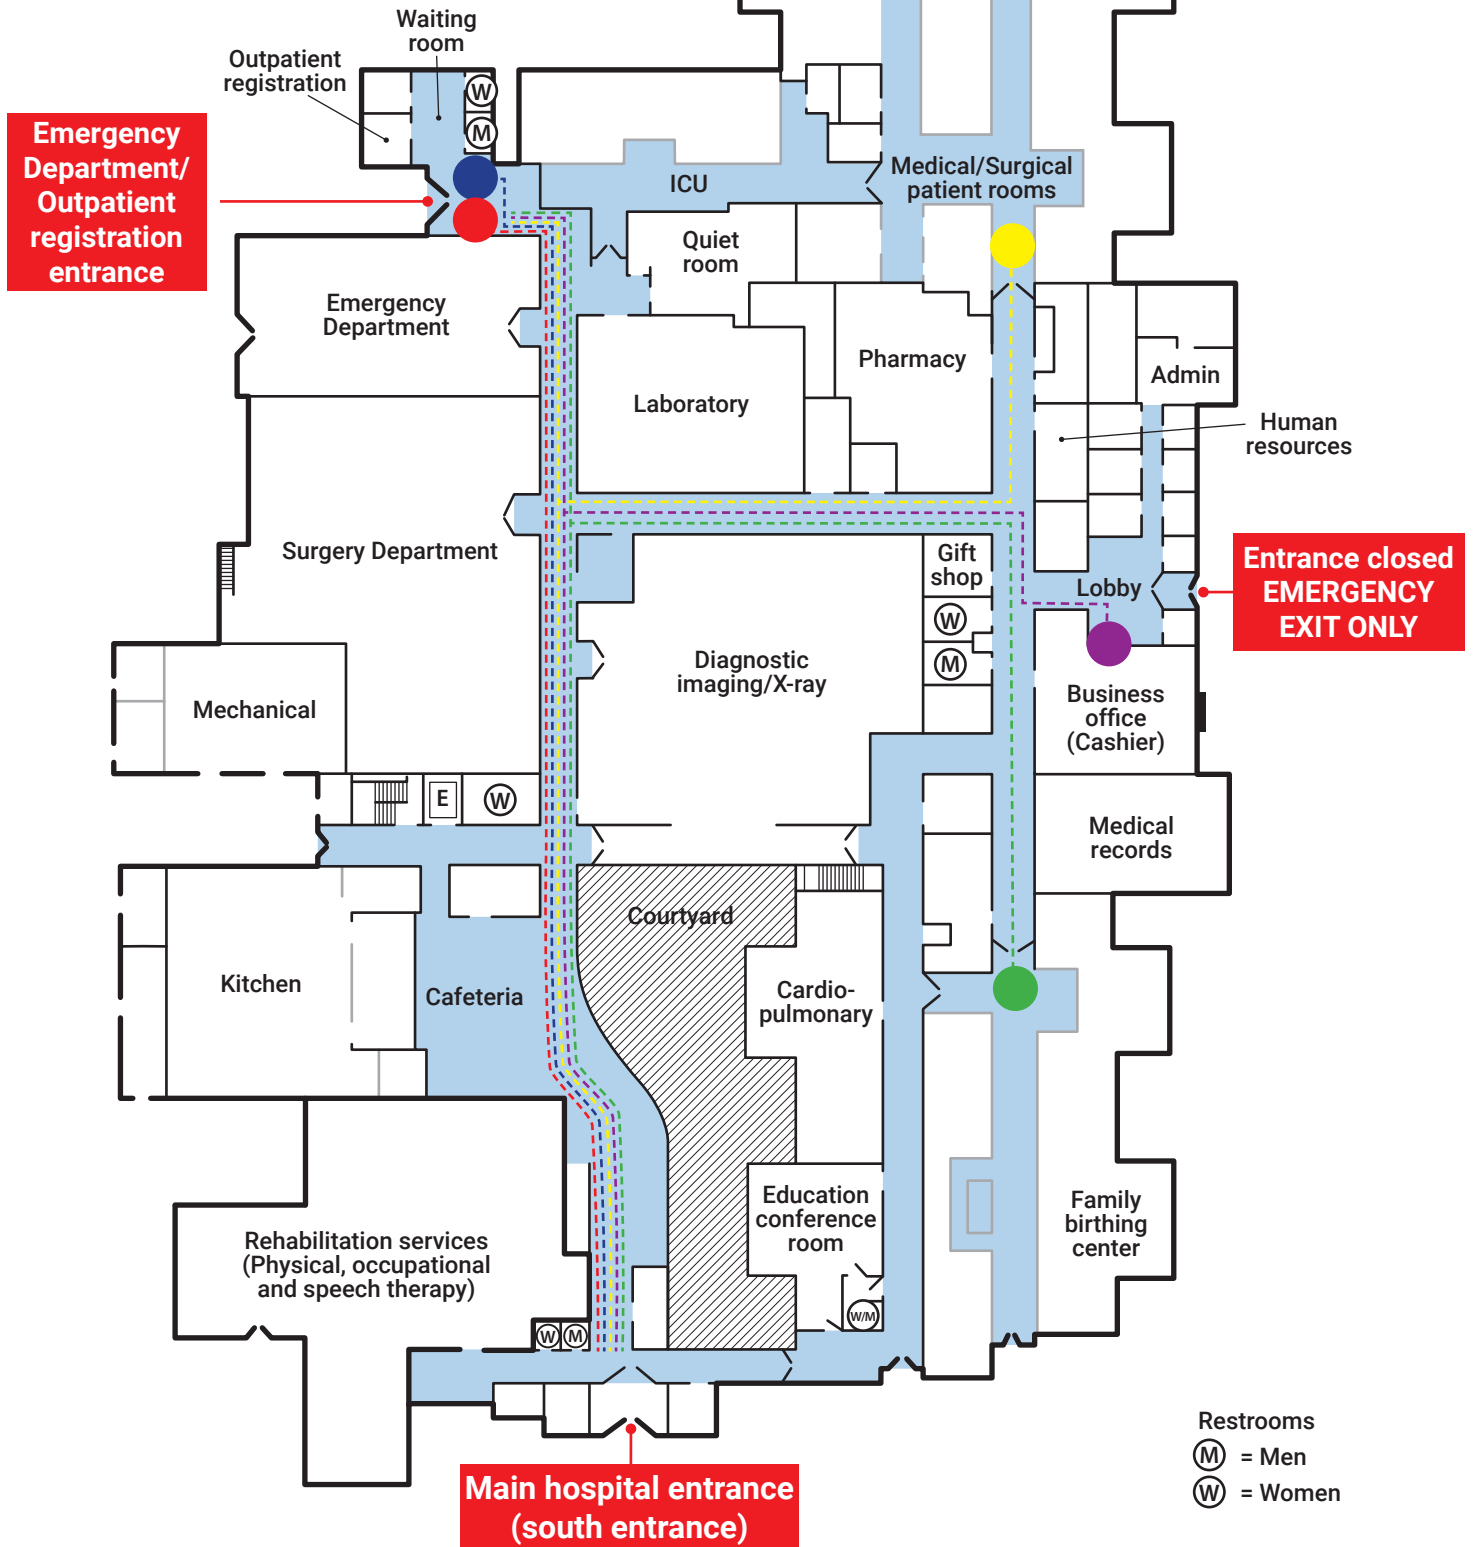 Waiting
room
Outpatient
registration
W
M
Emergency
Department/
Outpatient
registration
entrance
ICU
Medical/Surgical
patient rooms
Quiet
room
Emergency
Department
Pharmacy
Laboratory
Admin
Human
resources
Surgery Department
Gift
shop
W
M
Lobby
Entrance closed
EMERGENCY
EXIT ONLY
Diagnostic
imaging/X-ray
Mechanical
Business
office
(Cashier)
E
W
Medical
records
Courtyard
Kitchen
Cafeteria
Cardio-
pulmonary
Education
conference
room
Family
birthing
center
Rehabilitation services
(Physical, occupational
and speech therapy)
W
M
W/M
Main hospital entrance
(south entrance)
Restrooms
M = Men
W = Women